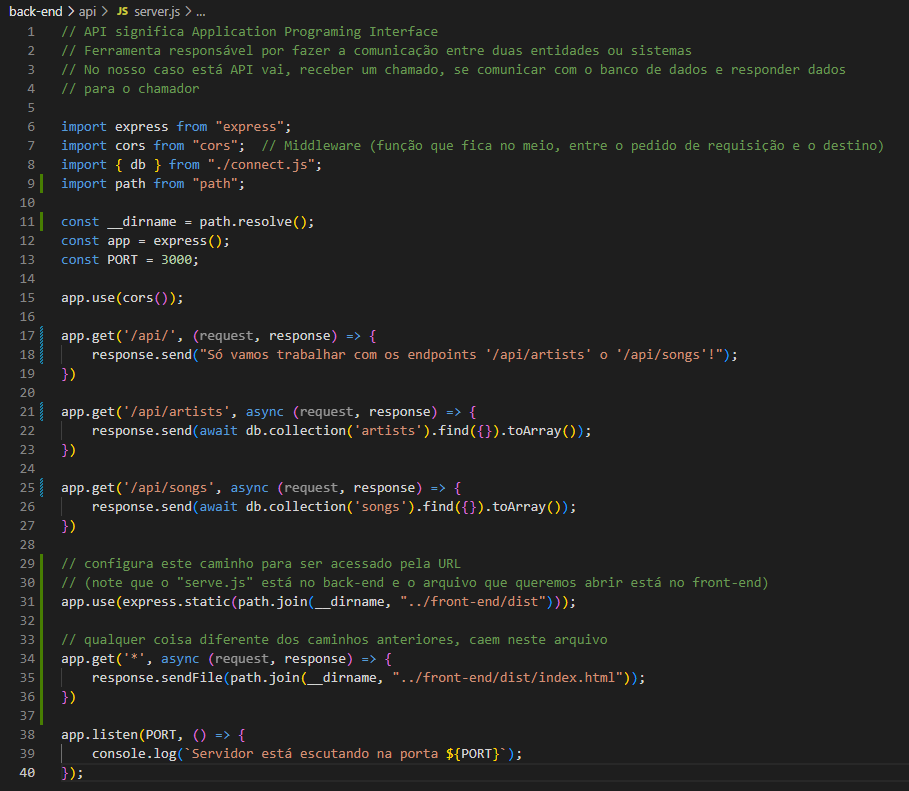 back-end > api > JS server.js > ...
1 // API significa Application Programing Interface
2 // Ferramenta responsável por fazer a comunicação entre duas entidades ou sistemas
3 // No nosso caso está API vai, receber um chamado, se comunicar com o banco de dados e responder dados
4 // para o chamador
5
6 import express from "express";
7 import cors from "cors";  // Middleware (função que fica no meio, entre o pedido de requisição e o destino)
8 import { db } from "./connect.js";
9 import path from "path";
10
11 const __dirname = path.resolve();
12 const app = express();
13 const PORT = 3000;
14
15 app.use(cors());
16
17 app.get('/api/', (request, response) => {
18     response.send("Só vamos trabalhar com os endpoints '/api/artists' o '/api/songs'!");
19 })
20
21 app.get('/api/artists', async (request, response) => {
22     response.send(await db.collection('artists').find({}).toArray());
23 })
24
25 app.get('/api/songs', async (request, response) => {
26     response.send(await db.collection('songs').find({}).toArray());
27 })
28
29 // configura este caminho para ser acessado pela URL
30 // (note que o "serve.js" está no back-end e o arquivo que queremos abrir está no front-end)
31 app.use(express.static(path.join(__dirname, "../front-end/dist")));
32
33 // qualquer coisa diferente dos caminhos anteriores, caem neste arquivo
34 app.get('*', async (request, response) => {
35     response.sendFile(path.join(__dirname, "../front-end/dist/index.html"));
36 })
37
38 app.listen(PORT, () => {
39     console.log(`Servidor está escutando na porta ${PORT}`);
40 });